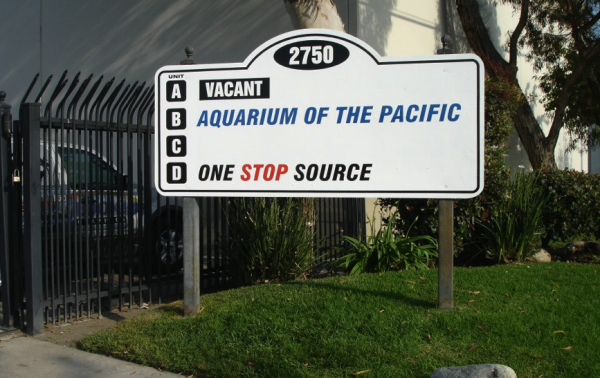 2750
UNIT
A VACANT
B AQUARIUM OF THE PACIFIC
C
D ONE STOP SOURCE